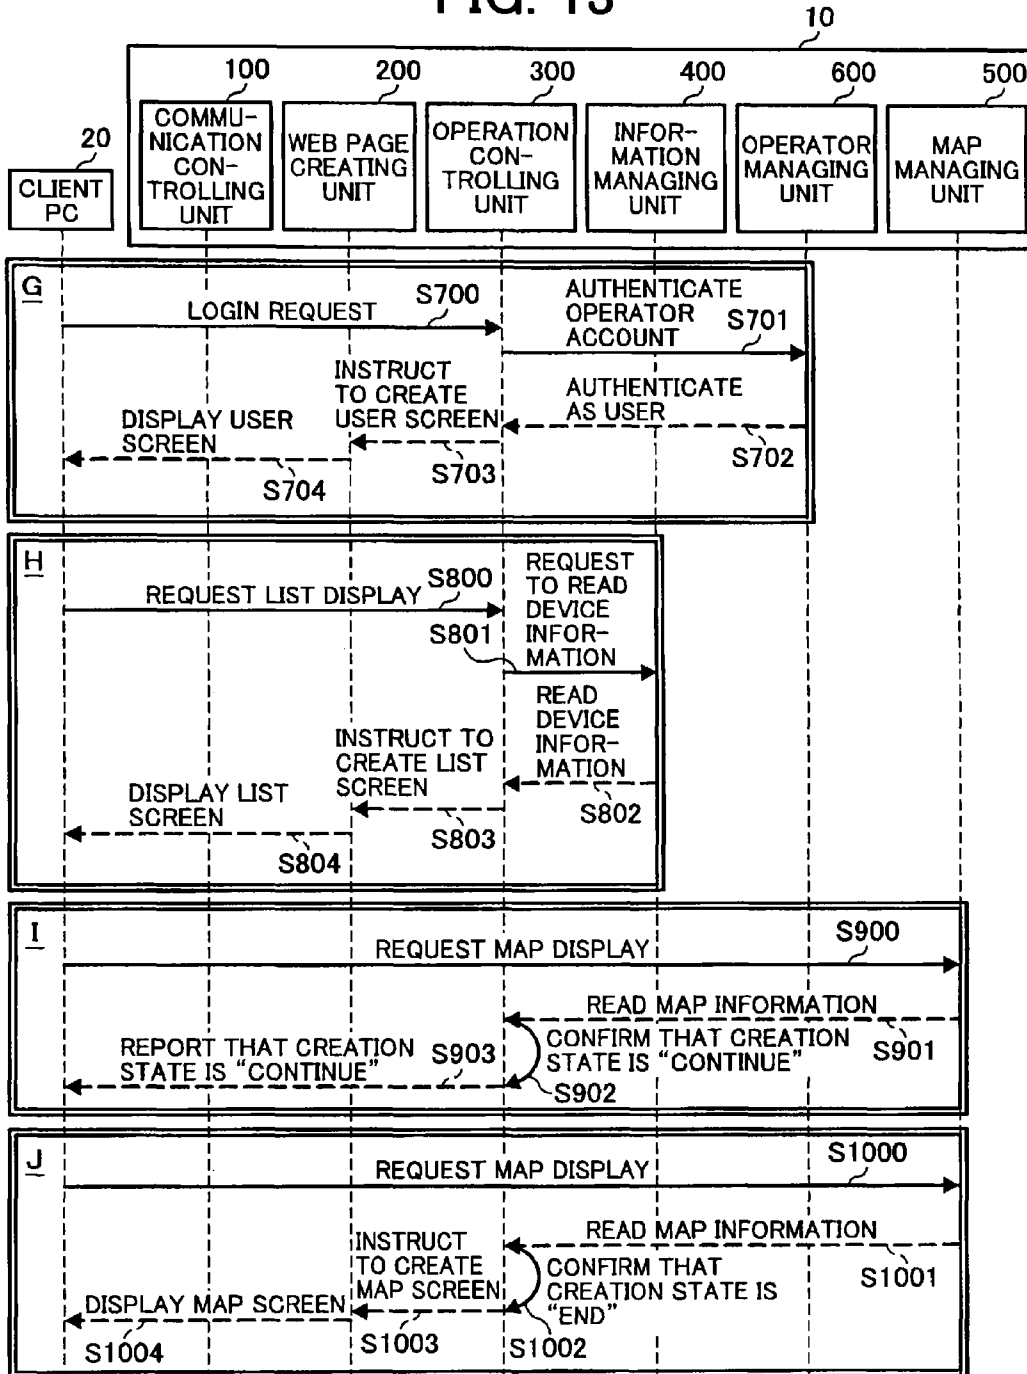 FIG. 13
10
100
200
300
400
600
500
20
CLIENT
PC
COMMU-
NICATION
CON-
TROLLING
UNIT
WEB PAGE
CREATING
UNIT
OPERATION
CON-
TROLLING
UNIT
INFOR-
MATION
MANAGING
UNIT
OPERATOR
MANAGING
UNIT
MAP
MANAGING
UNIT
G
LOGIN REQUEST
S700
AUTHENTICATE
OPERATOR
ACCOUNT
S701
INSTRUCT
TO CREATE
USER SCREEN
AUTHENTICATE
AS USER
S702
DISPLAY USER
SCREEN
S703
S704
H
REQUEST LIST DISPLAY
S800
REQUEST
TO READ
DEVICE
INFOR-
MATION
S801
READ
DEVICE
INFOR-
MATION
S802
INSTRUCT TO
CREATE LIST
SCREEN
S803
DISPLAY LIST
SCREEN
S804
I
REQUEST MAP DISPLAY
S900
READ MAP INFORMATION
S901
CONFIRM THAT CREATION
STATE IS “CONTINUE”
S902
REPORT THAT CREATION
STATE IS “CONTINUE”
S903
J
REQUEST MAP DISPLAY
S1000
READ MAP INFORMATION
S1001
CONFIRM THAT
CREATION STATE IS
“END”
S1002
INSTRUCT
TO CREATE
MAP SCREEN
S1003
DISPLAY MAP SCREEN
S1004